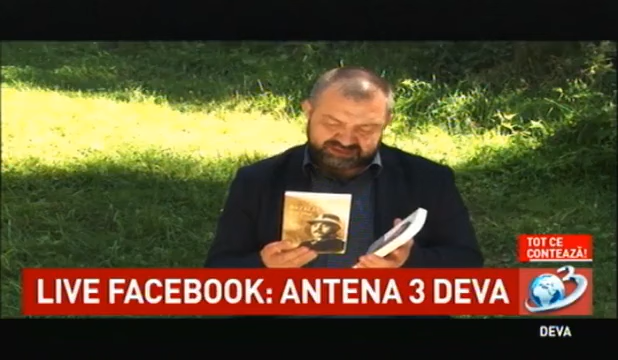 LIVE FACEBOOK: ANTENA 3 DEVA
TOT CE
CONTEAZĂ!
3
DEVA